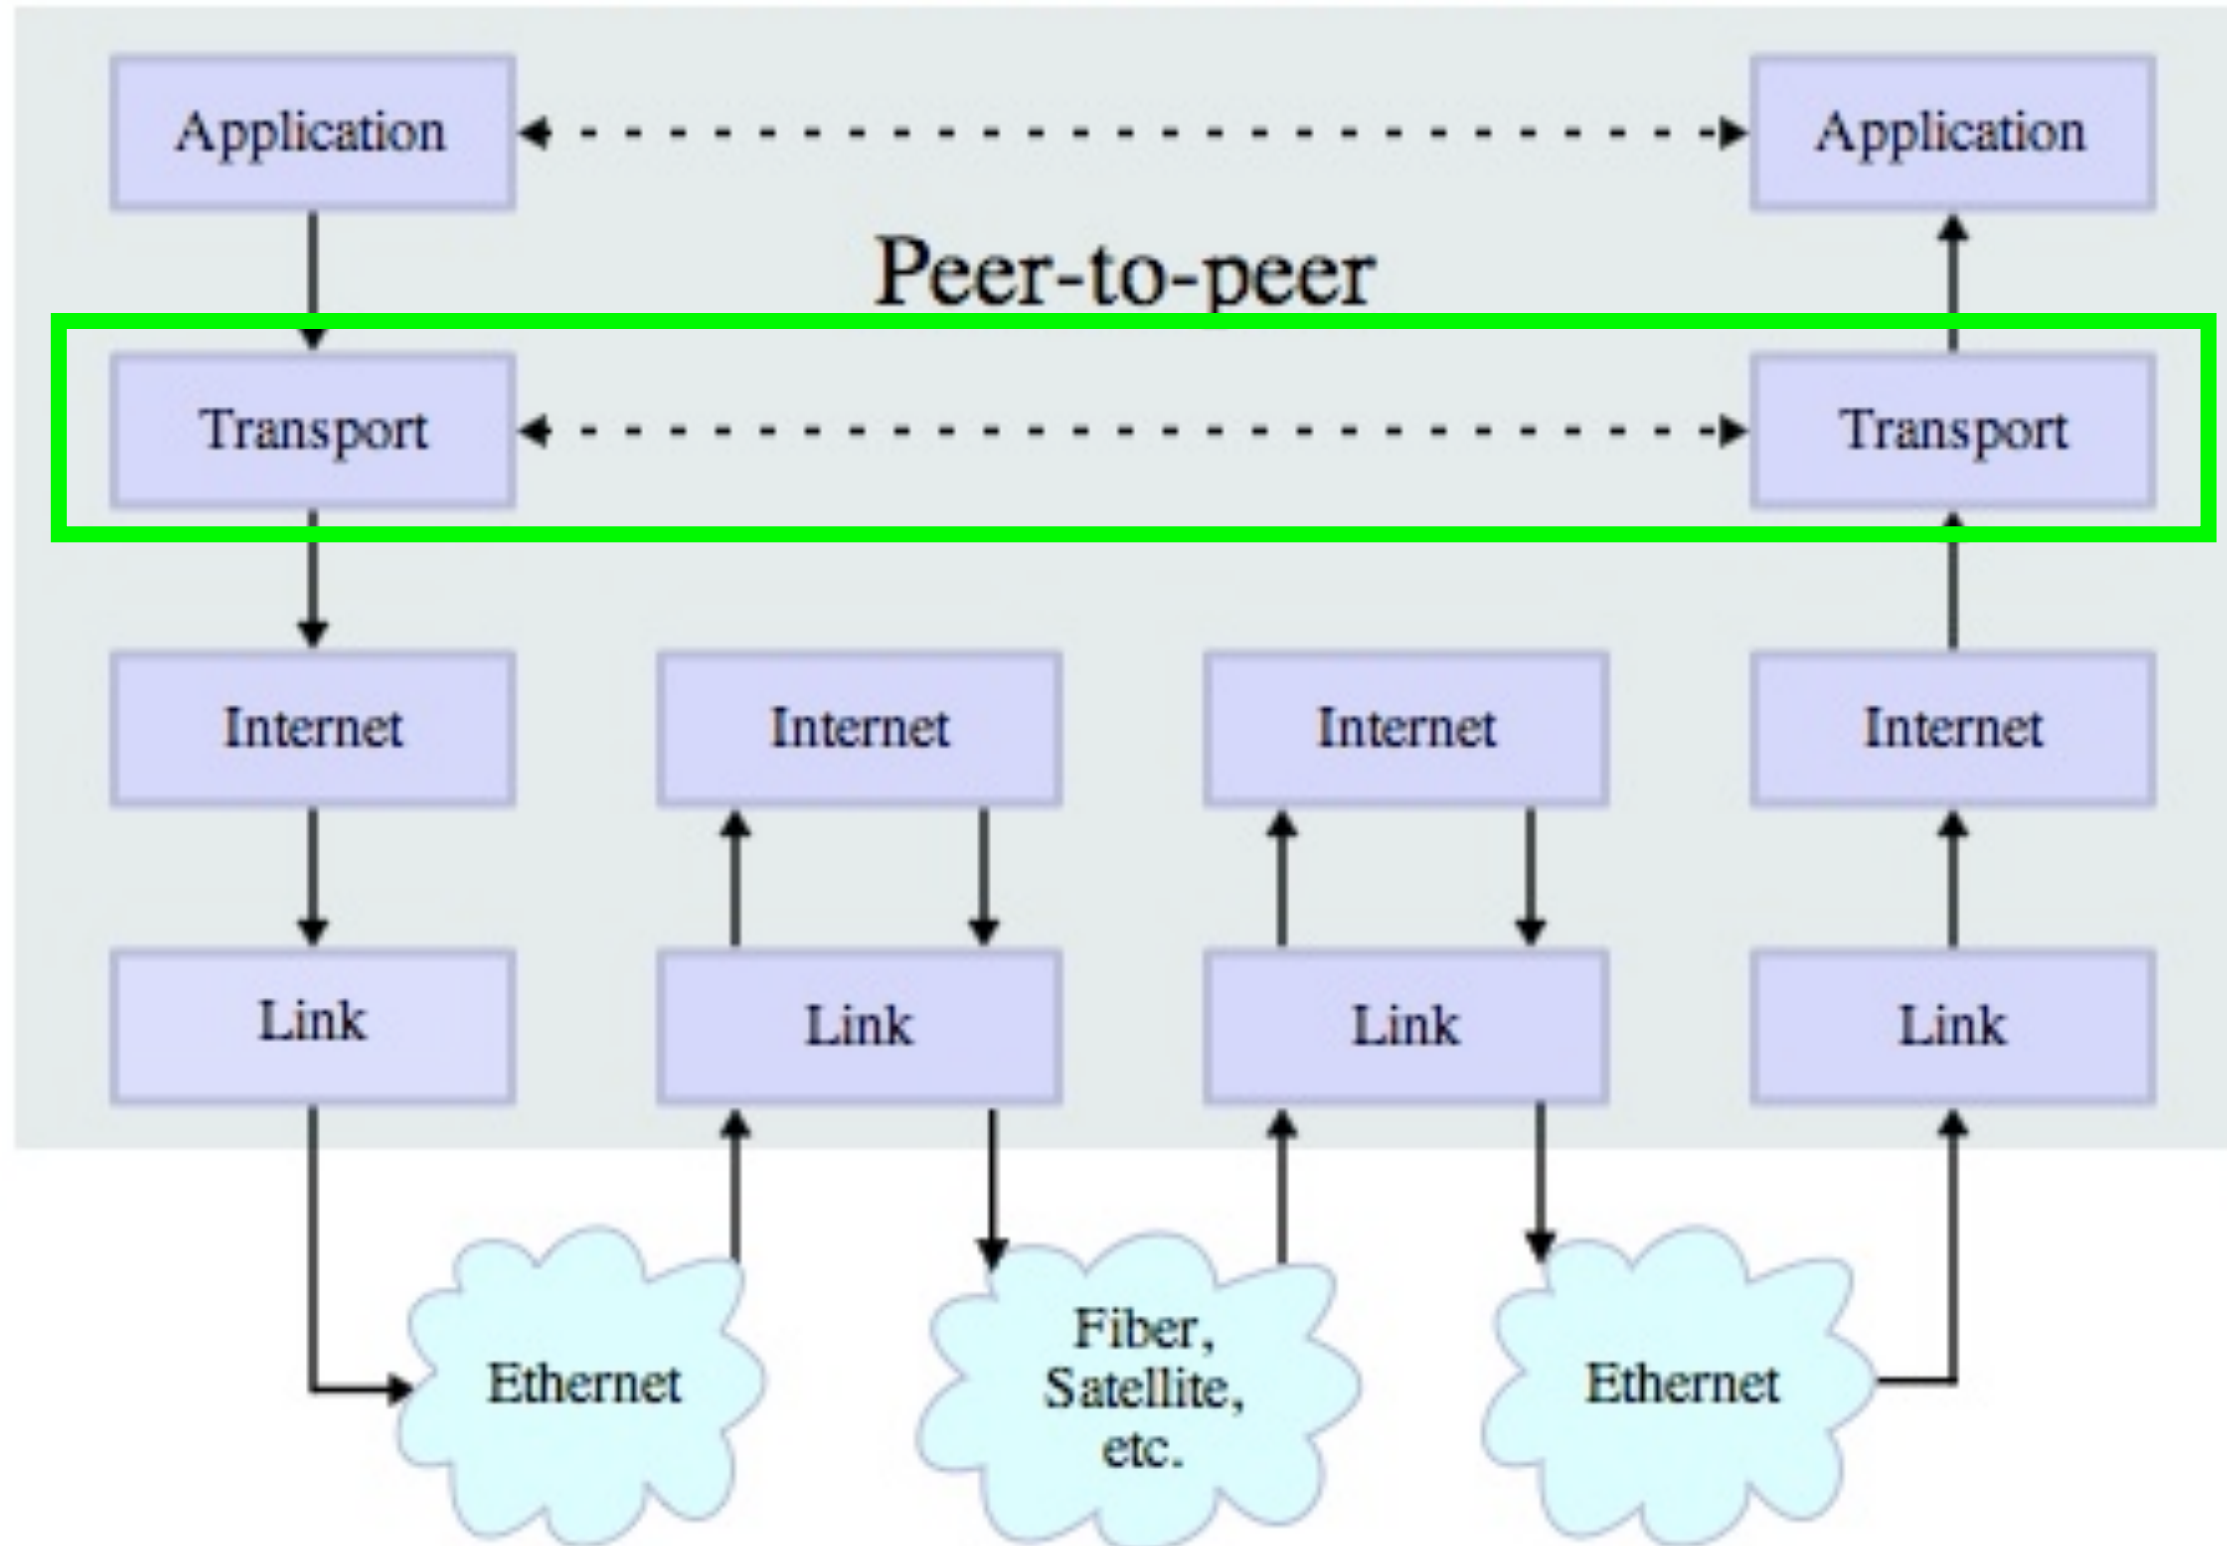 Application
Application
Peer-to-peer
Transport
Transport
Internet
Internet
Internet
Internet
Link
Link
Link
Link
Ethernet
Fiber,
Satellite,
etc.
Ethernet